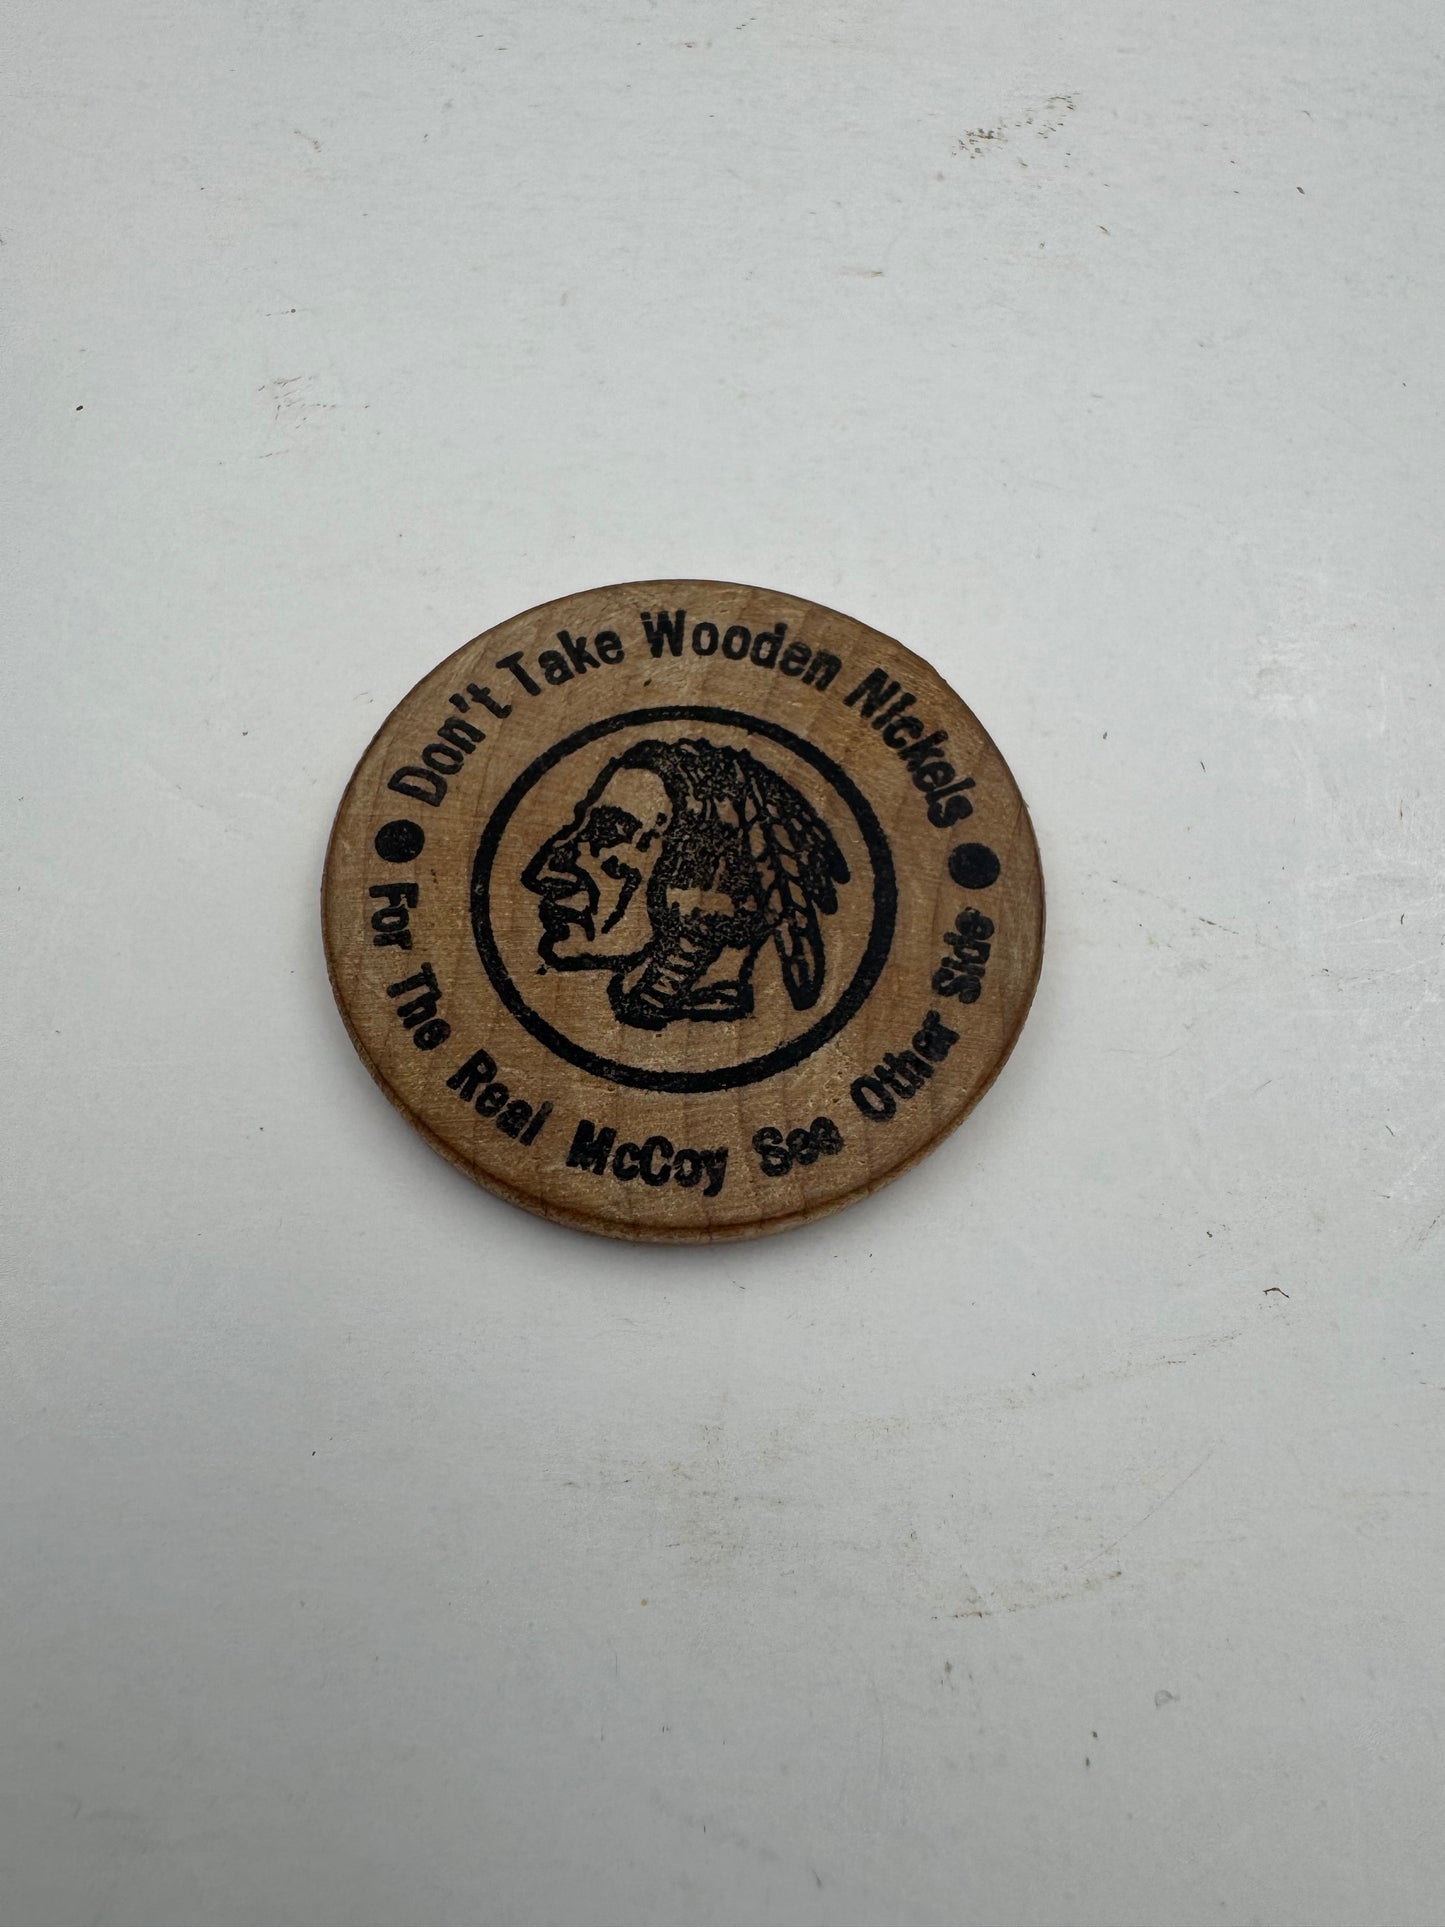 Don't Take Wooden Nickels
For The Real McCoy See Other Side